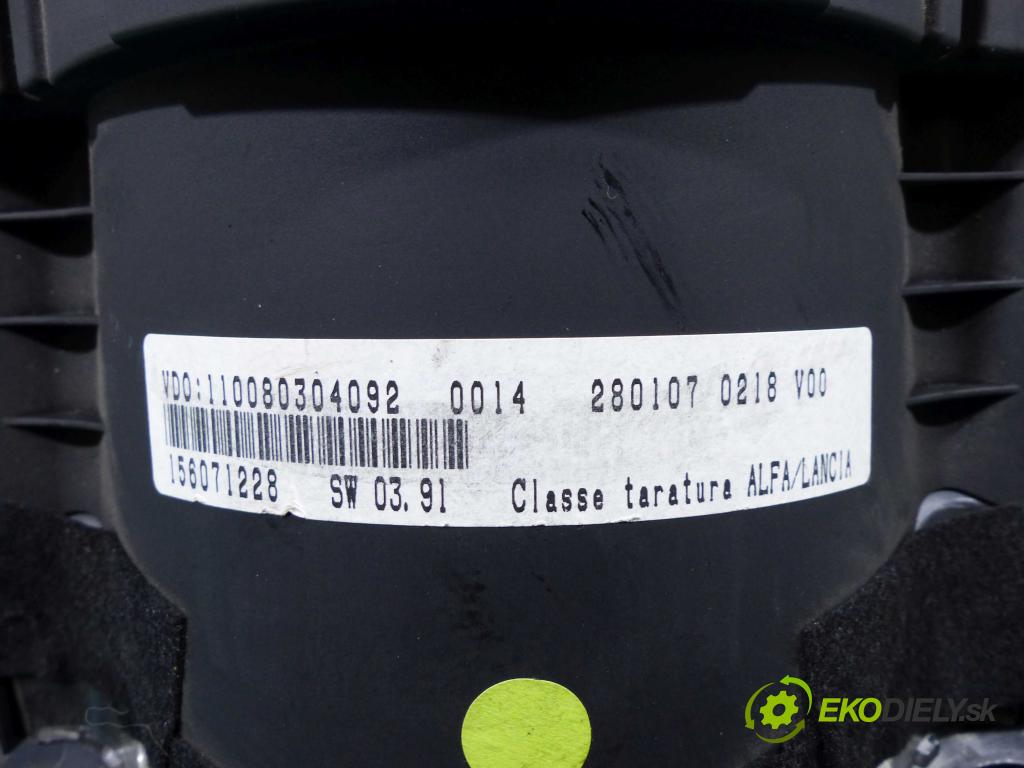 VDO:110080304092 0014 280107 0218 V00
156071228 SW 03.91 Classe taratura ALFA/LANCIA
EKODIELY.sk